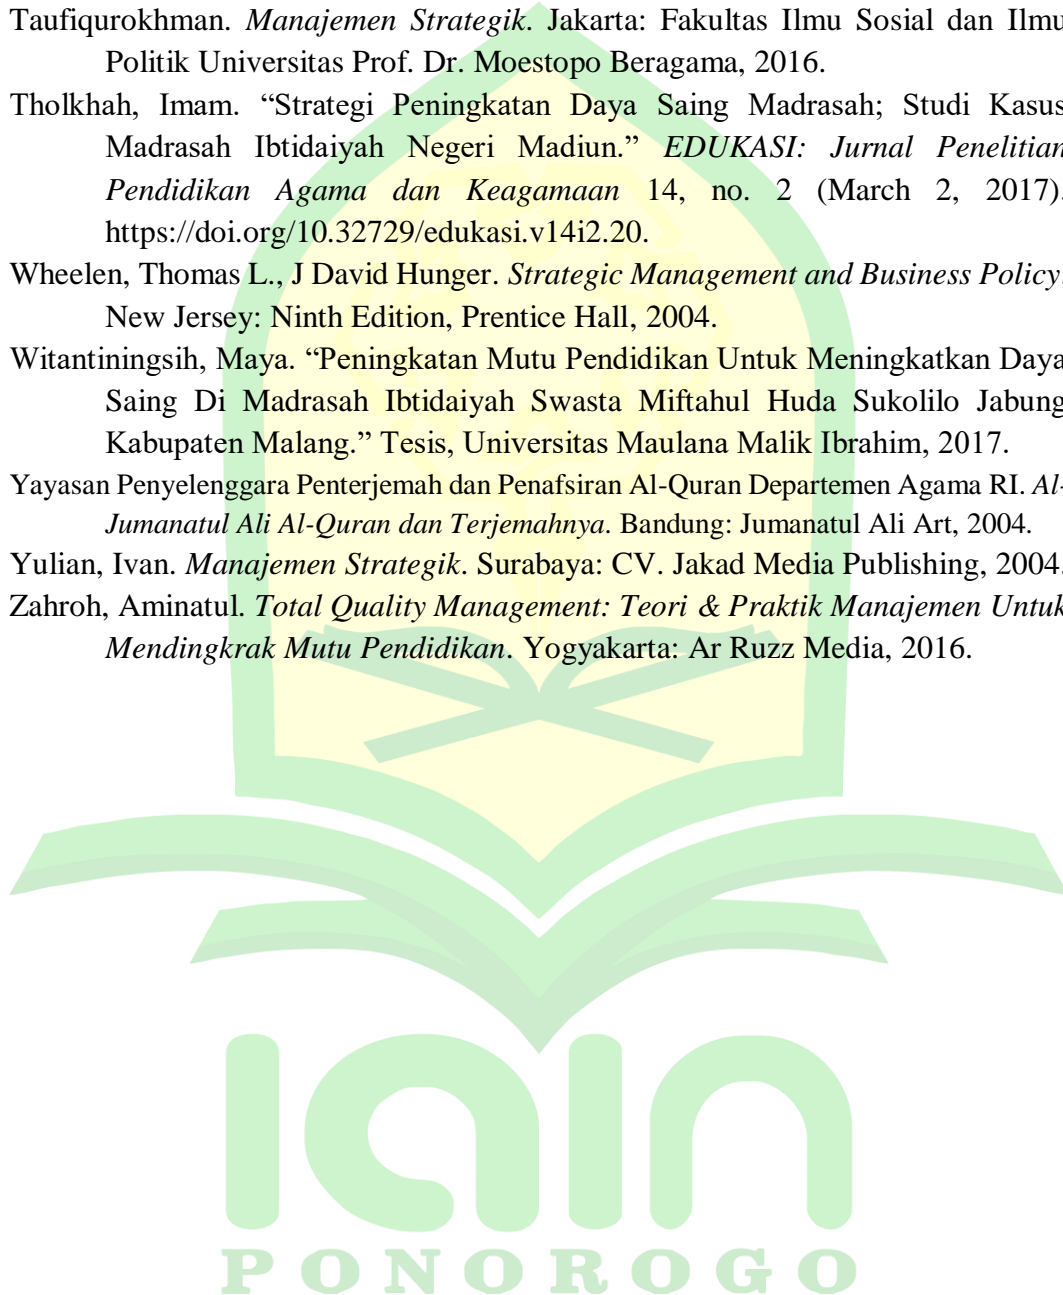 Taufiqurokhman. Manajemen Strategik. Jakarta: Fakultas Ilmu Sosial dan Ilmu
Politik Universitas Prof. Dr. Moestopo Beragama, 2016.
Tholkhah, Imam. “Strategi Peningkatan Daya Saing Madrasah; Studi Kasus
Madrasah Ibtidaiyah Negeri Madiun.” EDUKASI: Jurnal Penelitian
Pendidikan Agama dan Keagamaan 14, no. 2 (March 2, 2017).
https://doi.org/10.32729/edukasi.v14i2.20.
Wheelen, Thomas L., J David Hunger. Strategic Management and Business Policy.
New Jersey: Ninth Edition, Prentice Hall, 2004.
Witantiningsih, Maya. “Peningkatan Mutu Pendidikan Untuk Meningkatkan Daya
Saing Di Madrasah Ibtidaiyah Swasta Miftahul Huda Sukolilo Jabung
Kabupaten Malang.” Tesis, Universitas Maulana Malik Ibrahim, 2017.
Yayasan Penyelenggara Penterjemah dan Penafsiran Al-Quran Departemen Agama RI. Al-
Jumanatul Ali Al-Quran dan Terjemahnya. Bandung: Jumanatul Ali Art, 2004.
Yulian, Ivan. Manajemen Strategik. Surabaya: CV. Jakad Media Publishing, 2004.
Zahroh, Aminatul. Total Quality Management: Teori & Praktik Manajemen Untuk
Mendingkrak Mutu Pendidikan. Yogyakarta: Ar Ruzz Media, 2016.
iain
PONOROGO